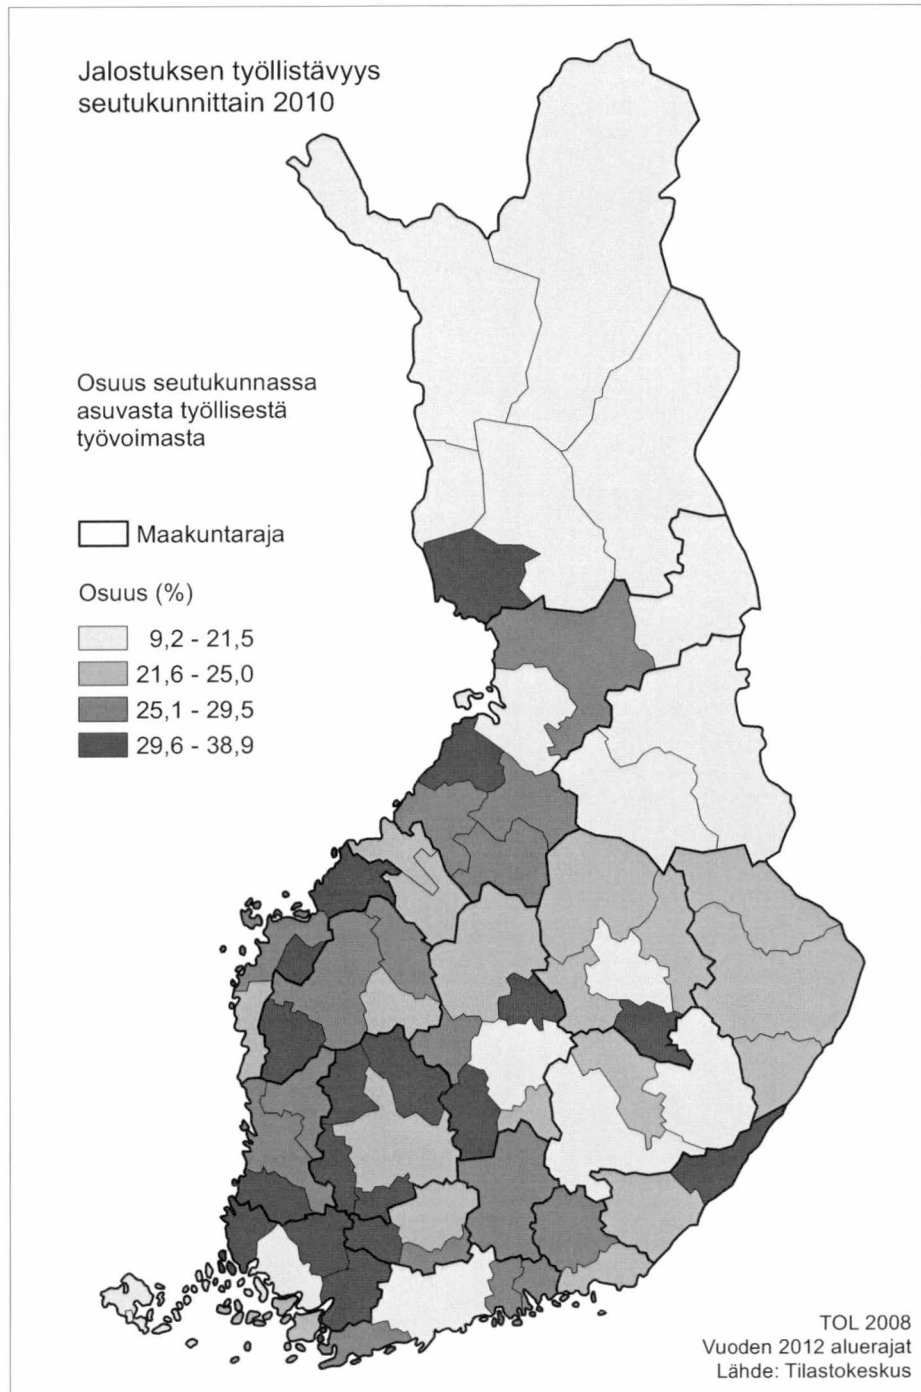 Jalostuksen työllistävyys
seutukunnittain 2010
Osuus seutukunnassa
asuvasta työllisestä
työvoimasta
Maakuntaraja
Osuus (%)
9,2 - 21,5
21,6 - 25,0
25,1 - 29,5
29,6 - 38,9
TOL 2008
Vuoden 2012 aluerajat
Lähde: Tilastokeskus